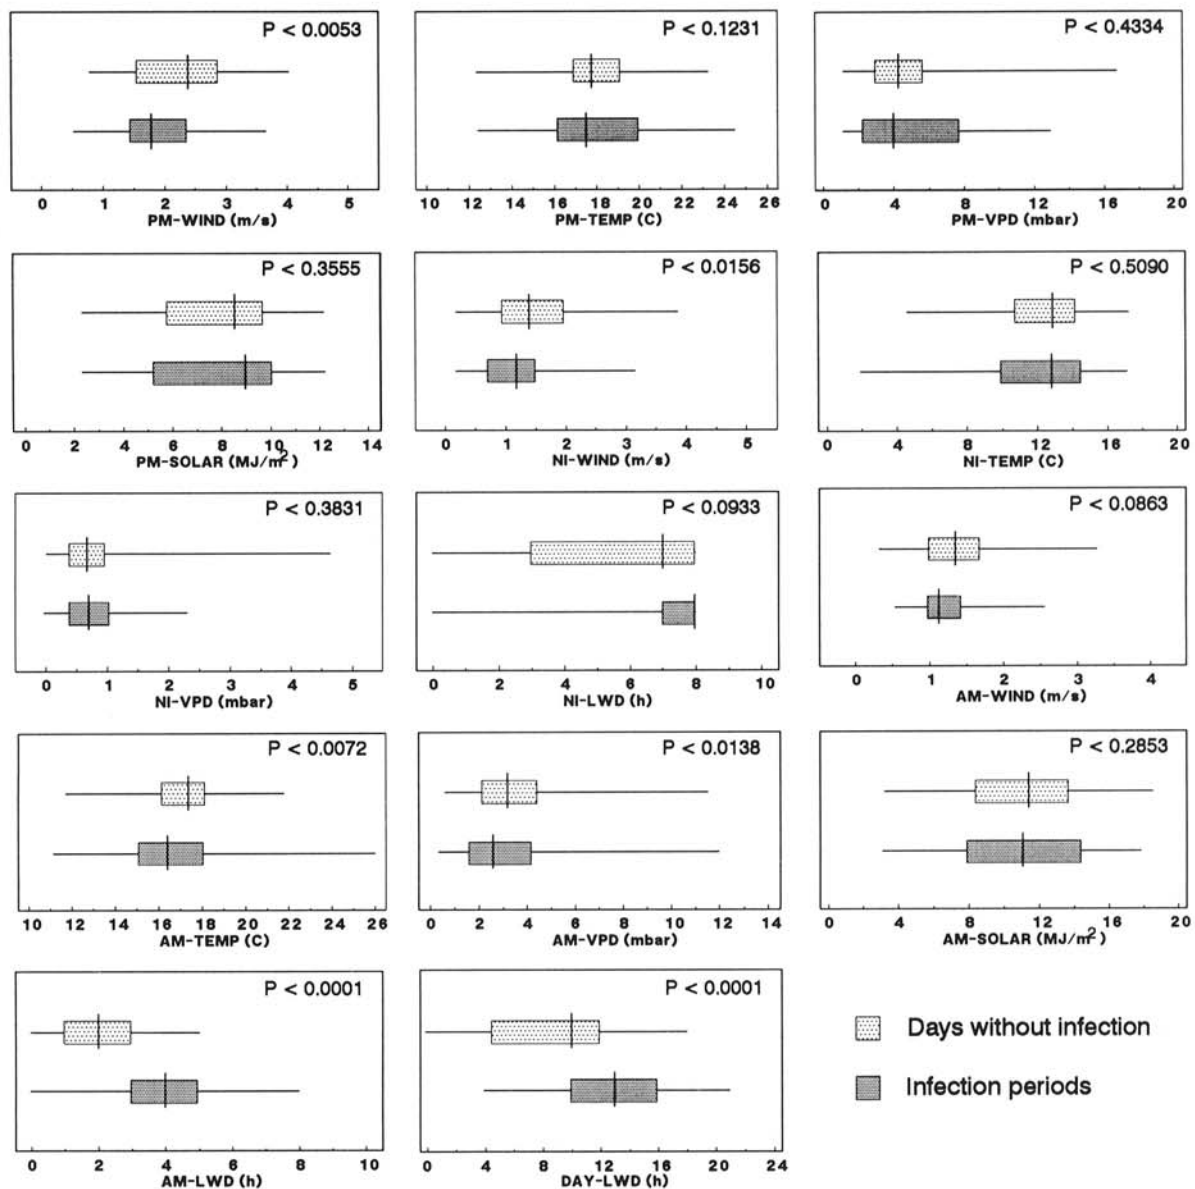 P < 0.0053
0 1 2 3 4 5
PM-WIND (m/s)
P < 0.1231
10 12 14 16 18 20 22 24 26
PM-TEMP (C)
P < 0.4334
0 4 8 12 16 20
PM-VPD (mbar)
P < 0.3555
0 2 4 6 8 10 12 14
PM-SOLAR (MJ/m²)
P < 0.0156
0 1 2 3 4 5
NI-WIND (m/s)
P < 0.5090
0 4 8 12 16 20
NI-TEMP (C)
P < 0.3831
0 1 2 3 4 5
NI-VPD (mbar)
P < 0.0933
0 2 4 6 8 10
NI-LWD (h)
P < 0.0863
0 1 2 3 4
AM-WIND (m/s)
P < 0.0072
10 12 14 16 18 20 22 24 26
AM-TEMP (C)
P < 0.0138
0 2 4 6 8 10 12 14
AM-VPD (mbar)
P < 0.2853
0 4 8 12 16 20
AM-SOLAR (MJ/m²)
P < 0.0001
0 2 4 6 8 10
AM-LWD (h)
P < 0.0001
0 4 8 12 16 20 24
DAY-LWD (h)
Days without infection
Infection periods